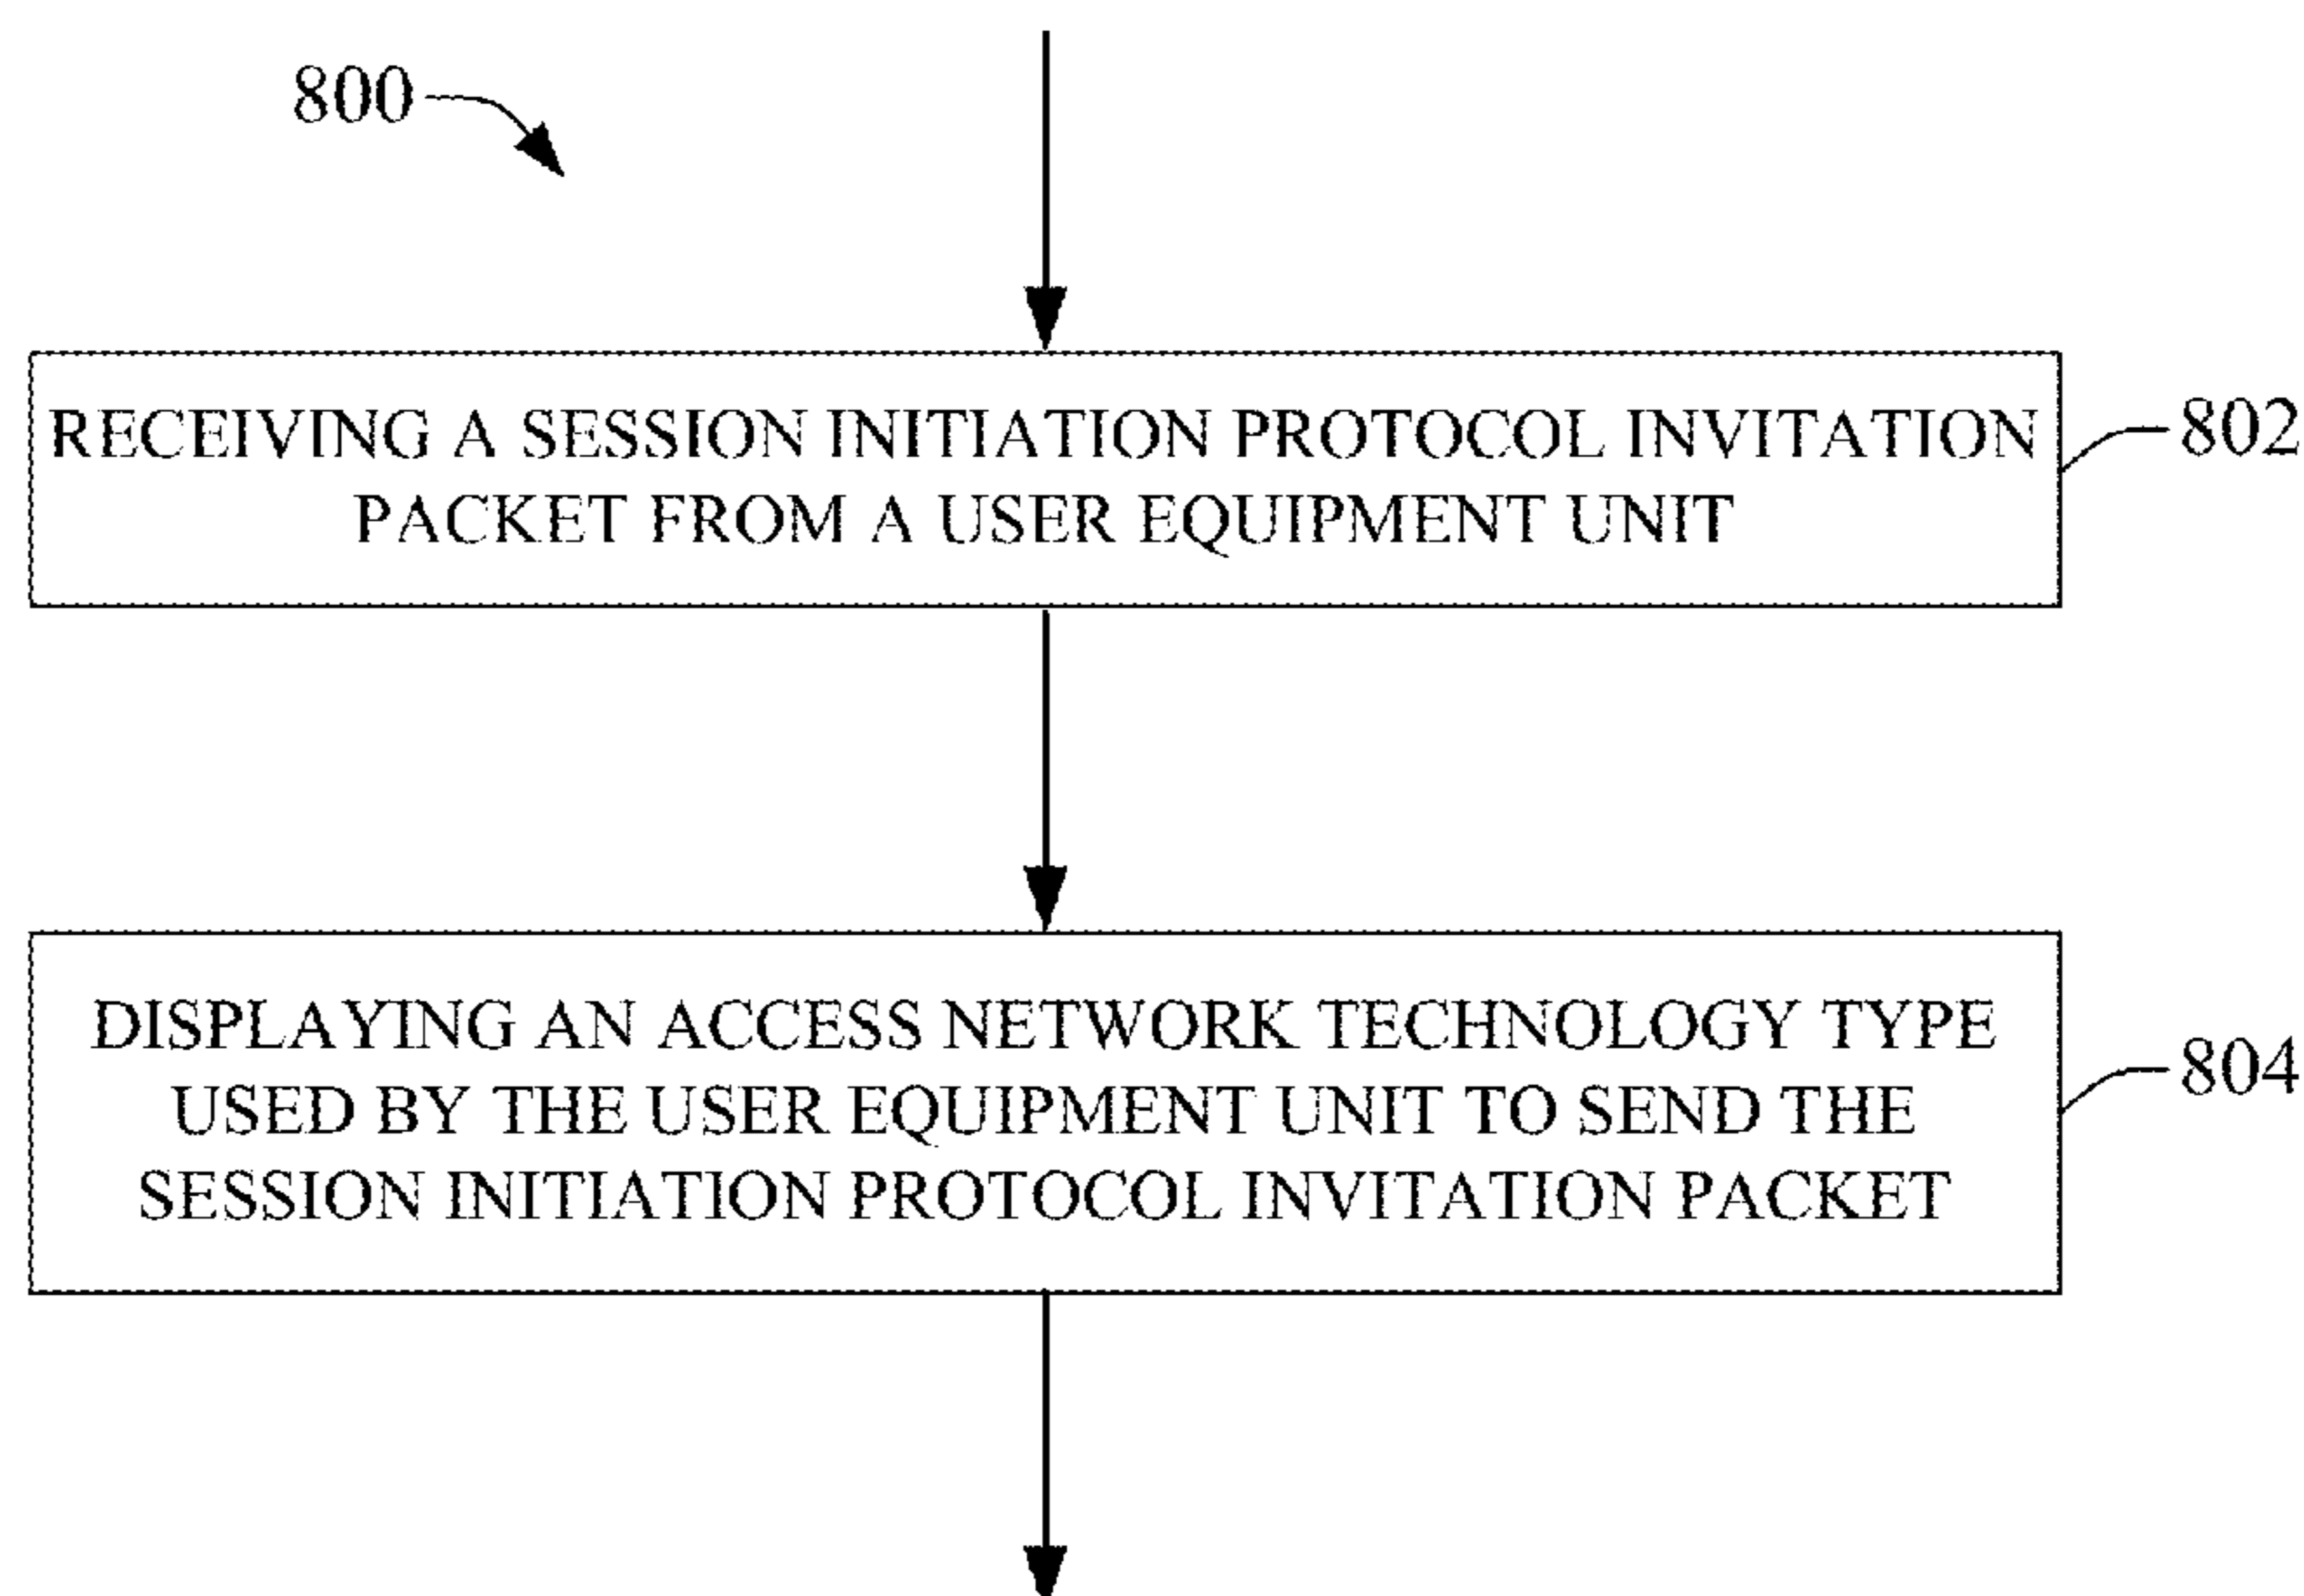 800
RECEIVING A SESSION INITIATION PROTOCOL INVITATION
PACKET FROM A USER EQUIPMENT UNIT
802
DISPLAYING AN ACCESS NETWORK TECHNOLOGY TYPE
USED BY THE USER EQUIPMENT UNIT TO SEND THE
SESSION INITIATION PROTOCOL INVITATION PACKET
804